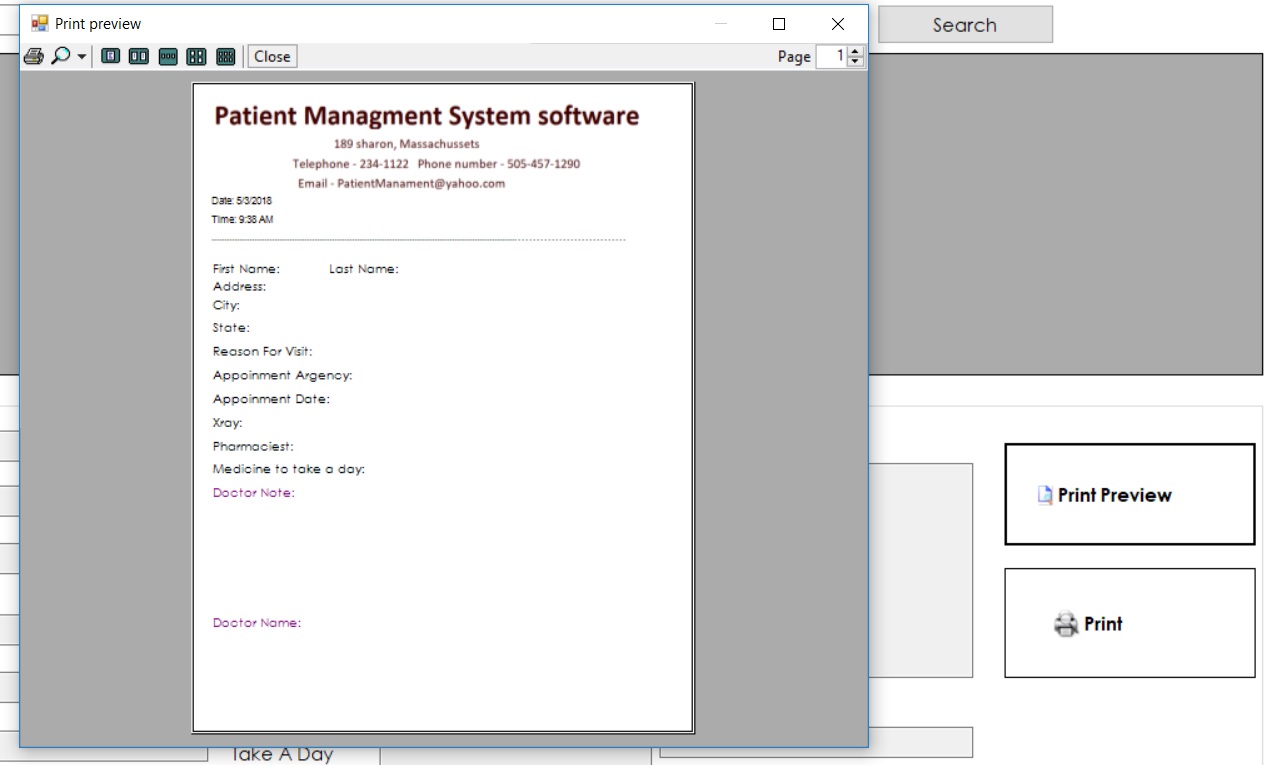 Print preview
Search
Close
Page 1
Patient Managment System software
189 sharon, Massachussets
Telephone - 234-1122 Phone number - 505-457-1290
Email - PatientManament@yahoo.com
Date: 5/3/2018
Time: 9:38 AM
First Name: Last Name:
Address:
City:
State:
Reason For Visit:
Appoinment Argency:
Appoinment Date:
Xray:
Pharmaciest:
Medicine to take a day:
Doctor Note:
Doctor Name:
Print Preview
Print
Take A Day